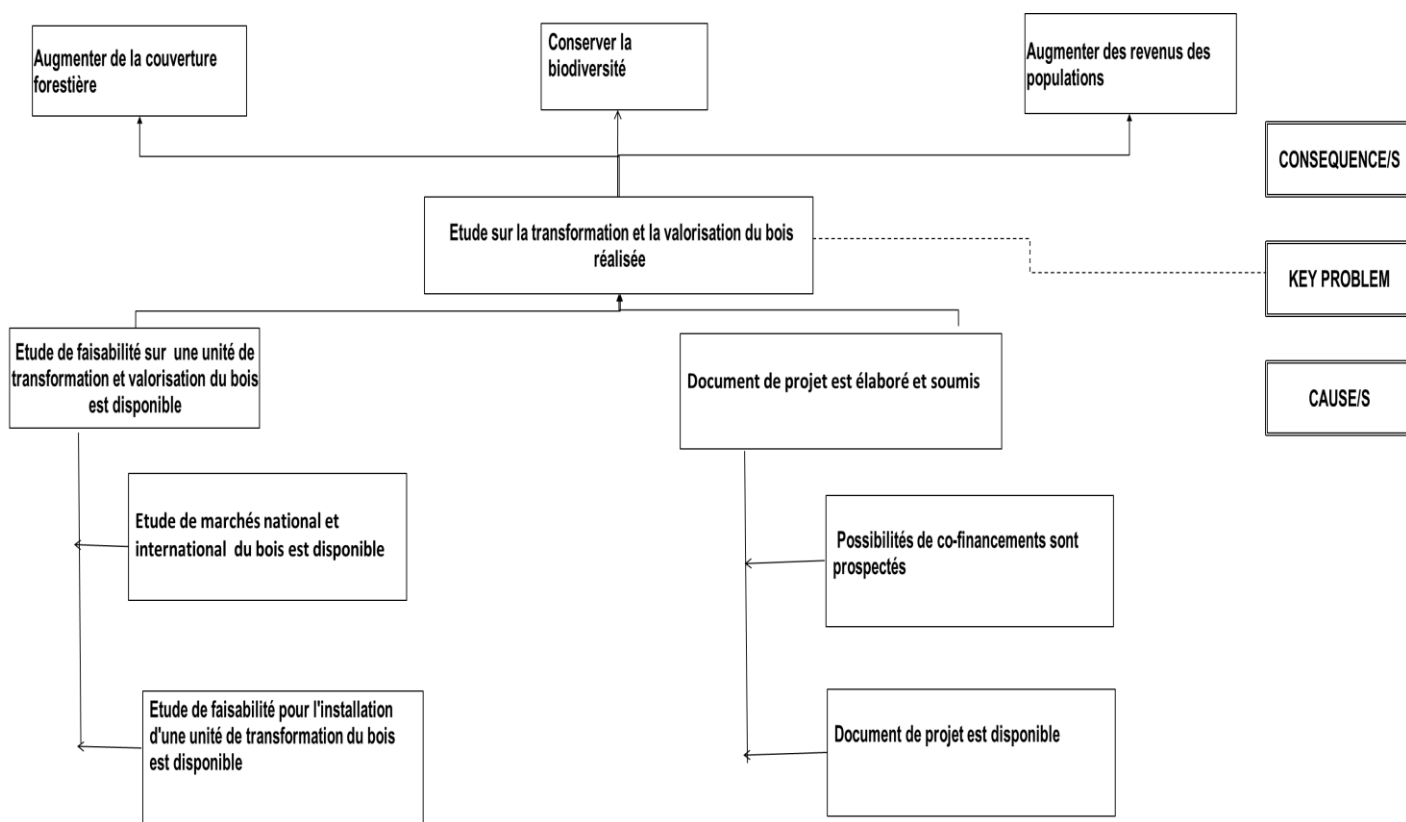 Augmenter de la couverture
forestière
Conserver la
biodiversité
Augmenter des revenus des
populations
CONSEQUENCE/S
Etude sur la transformation et la valorisation du bois
réalisée
KEY PROBLEM
Etude de faisabilité sur une unité de
transformation et valorisation du bois
est disponible
Document de projet est élaboré et soumis
CAUSE/S
Etude de marchés national et
international du bois est disponible
Possibilités de co-financements sont
prospectés
Etude de faisabilité pour l'installation
d'une unité de transformation du bois
est disponible
Document de projet est disponible